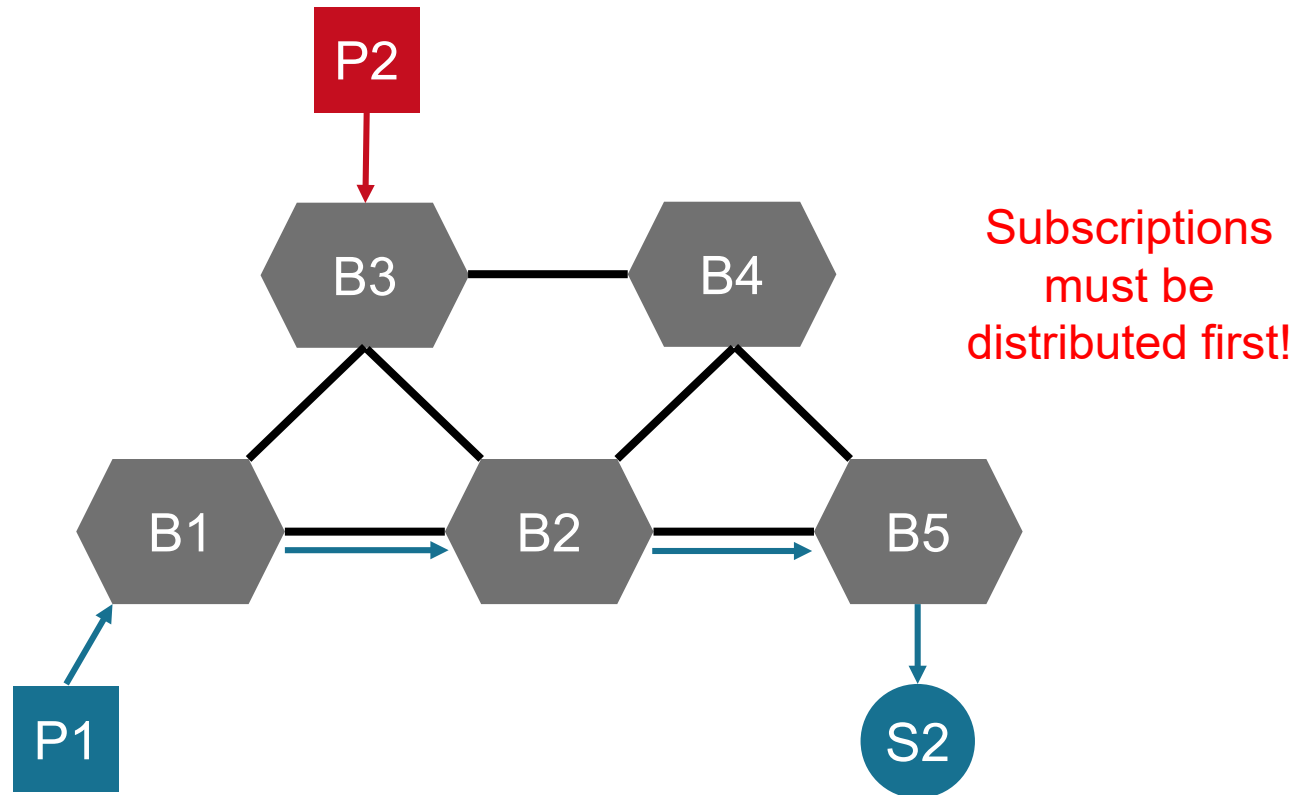 P2
B3
B4
Subscriptions
must be
distributed first!
B1
B2
B5
P1
S2